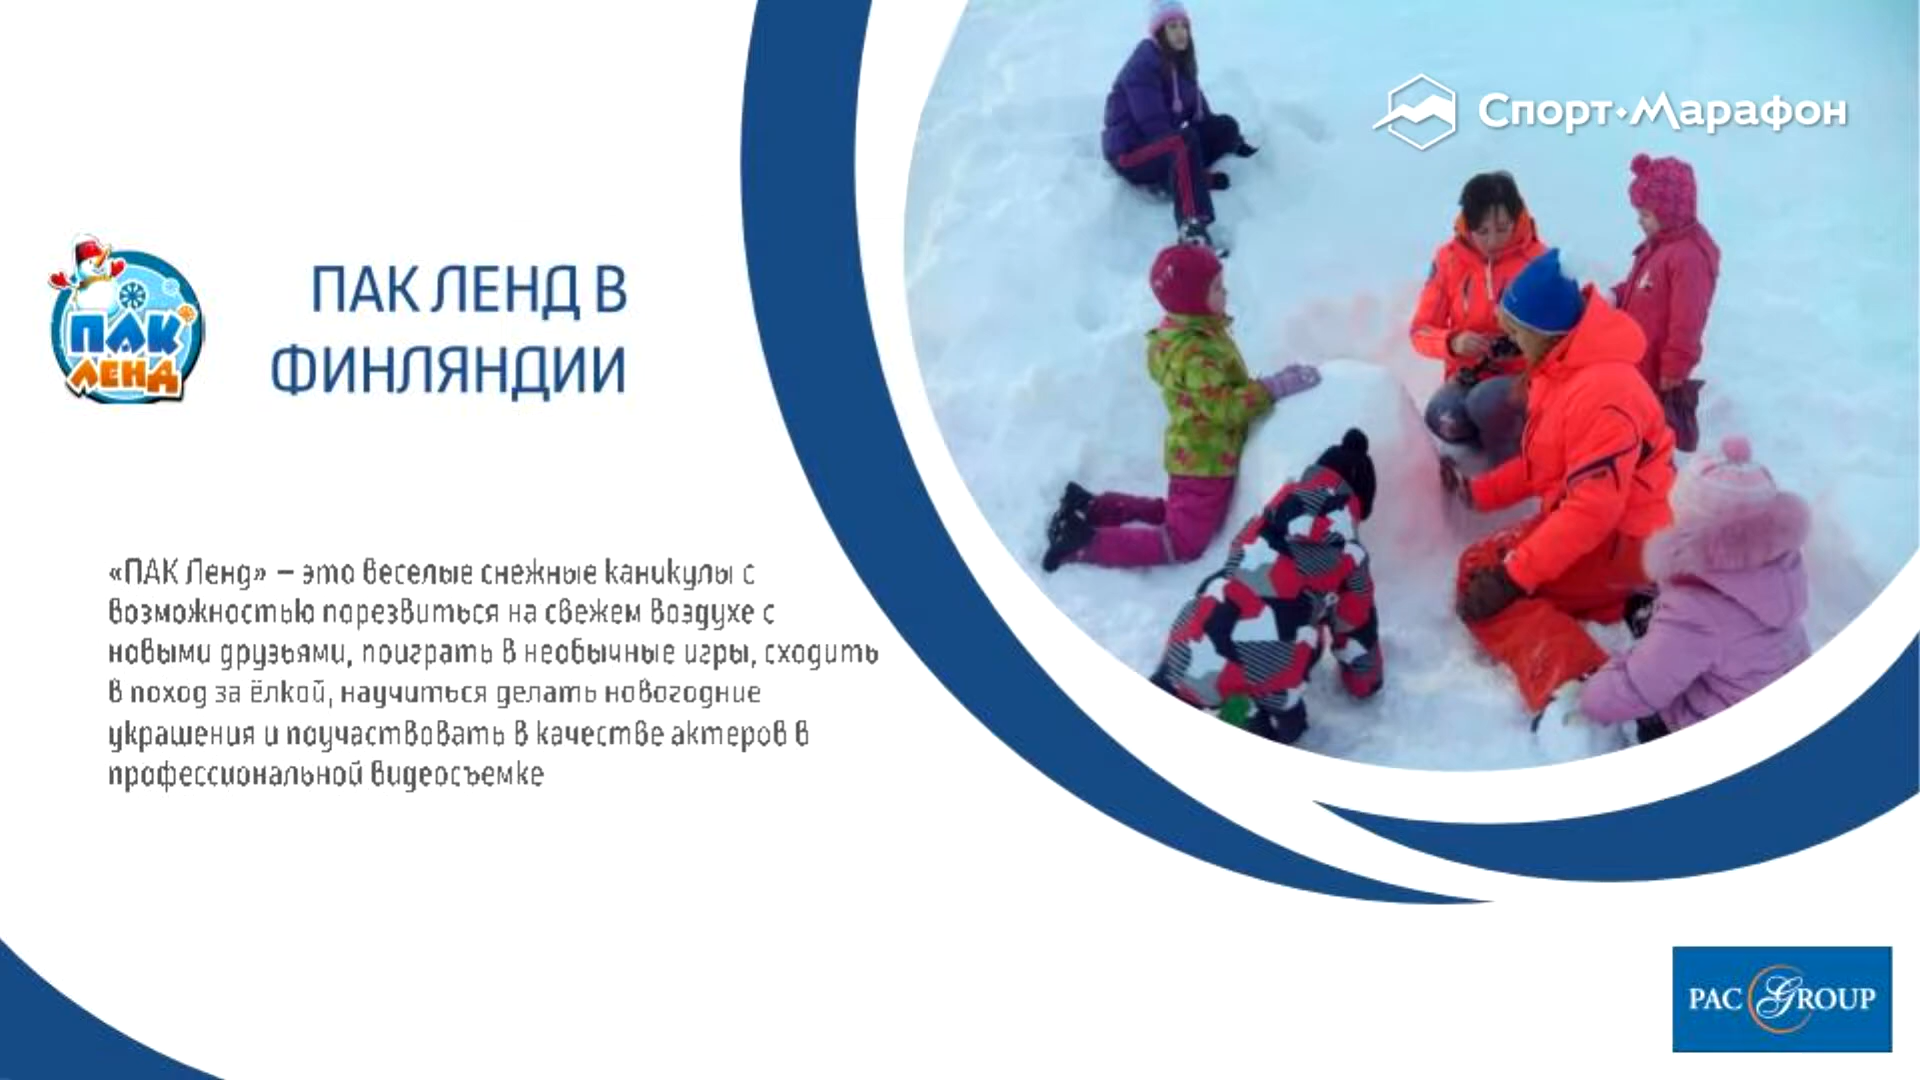 Спорт-Марафон
ПАК ЛЕНД В
ФИНЛЯНДИИ
ПАК
ЛЕНД
«ПАК Ленд» – это веселые снежные каникулы с
возможностью порезвиться на свежем воздухе с
новыми друзьями, поиграть в необычные игры, сходить
в поход за ёлкой, научиться делать новогодние
украшения и поучаствовать в качестве актеров в
профессиональной видеосъемке
PAC GROUP